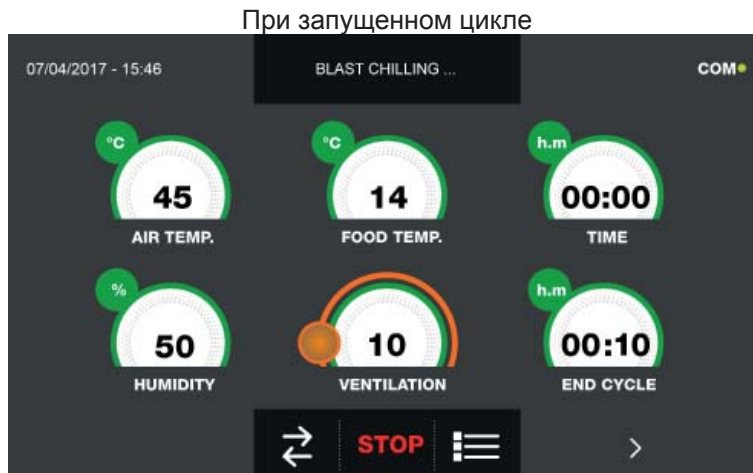 При запущенном цикле
07/04/2017 - 15:46
BLAST CHILLING ...
COM
°C
°C
h.m
45
14
00:00
AIR TEMP.
FOOD TEMP.
TIME
%
h.m
50
10
00:10
HUMIDITY
VENTILATION
END CYCLE
STOP